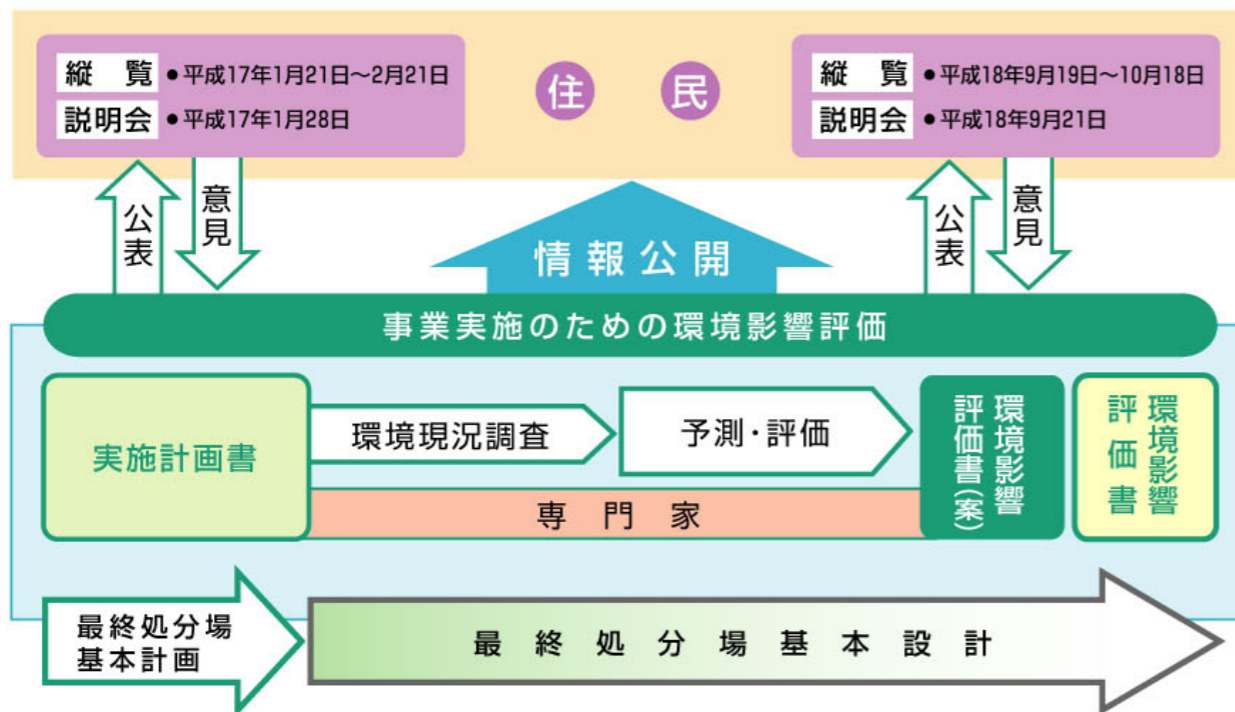 縦 覧 ●平成17年1月21日～2月21日
説明会 ●平成17年1月28日
住 民
縦 覧 ●平成18年9月19日～10月18日
説明会 ●平成18年9月21日
公表
意見
情報公開
公表
意見
事業実施のための環境影響評価
実施計画書
環境現況調査
予測・評価
専門家
環境影響
評価書(案)
環境影響
評価書
最終処分場
基本計画
最終処分場基本設計